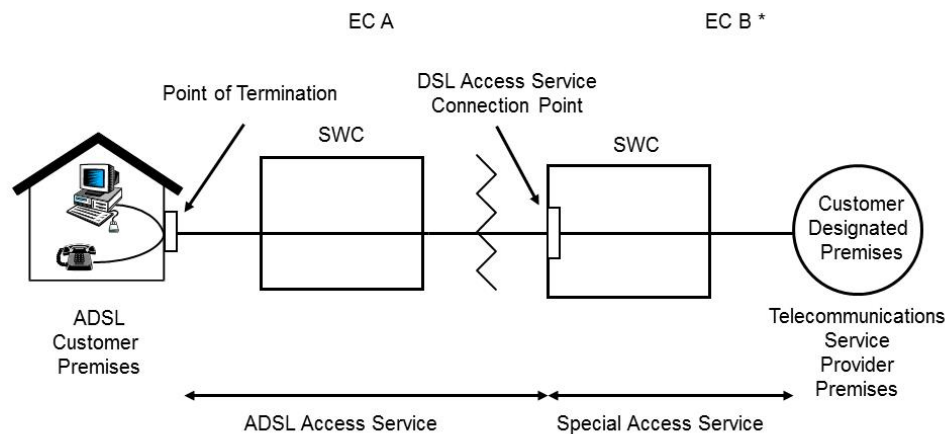 EC A
EC B *
Point of Termination
DSL Access Service
Connection Point
SWC
SWC
Customer
Designated
Premises
ADSL
Customer
Premises
Telecommunications
Service
Provider
Premises
ADSL Access Service
Special Access Service